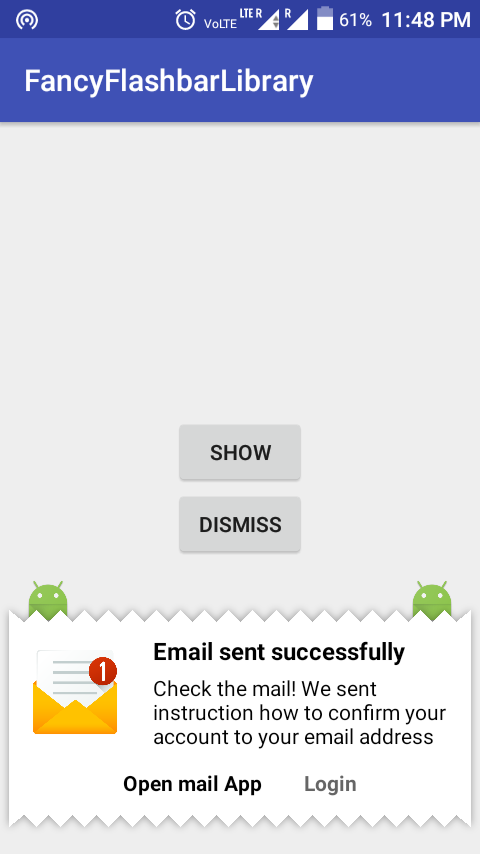 VoLTE LTE R R 61% 11:48 PM
FancyFlashbarLibrary
SHOW
DISMISS
1
Email sent successfully
Check the mail! We sent
instruction how to confirm your
account to your email address
Open mail App Login